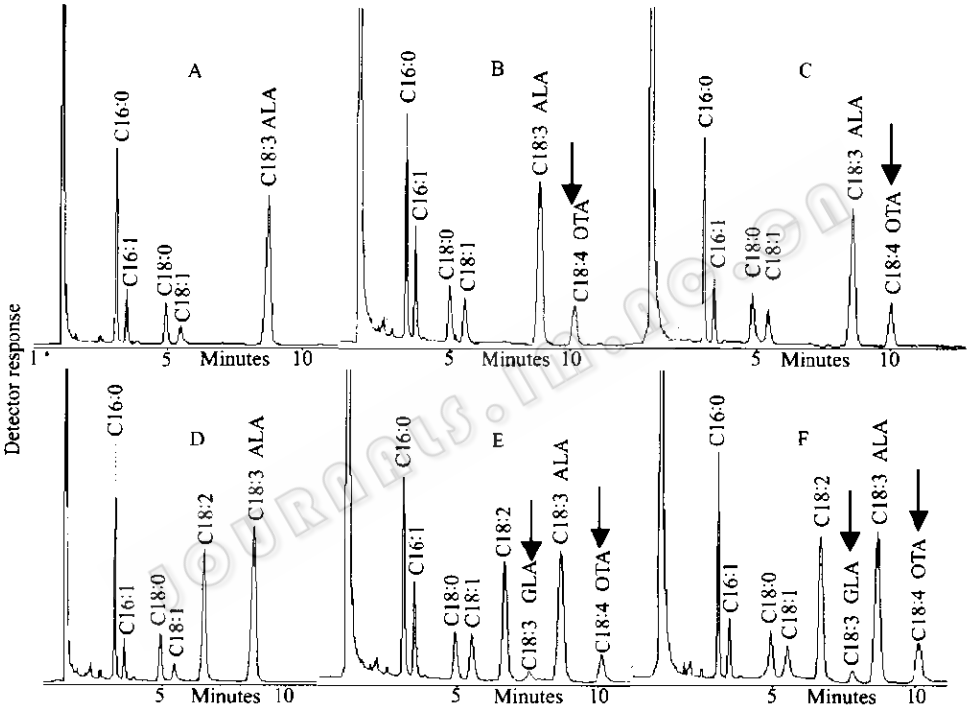 Detector response
A
C16:0
C16:1
C18:0
C18:1
C18:3 ALA
1
5
Minutes
10
B
C16:0
C16:1
C18:0
C18:1
C18:3 ALA
C18:4 OTA
5
Minutes
10
C
C16:0
C16:1
C18:0
C18:1
C18:3 ALA
C18:4 OTA
5
Minutes
10
D
C16:0
C16:1
C18:0
C18:1
C18:2
C18:3 ALA
5
Minutes
10
E
C16:0
C16:1
C18:0
C18:1
C18:2
C18:3 GLA
C18:3 ALA
C18:4 OTA
5
Minutes
10
F
C16:0
C16:1
C18:0
C18:1
C18:2
C18:3 GLA
C18:3 ALA
C18:4 OTA
5
Minutes
10
JOURNALS.IM.AC.CN